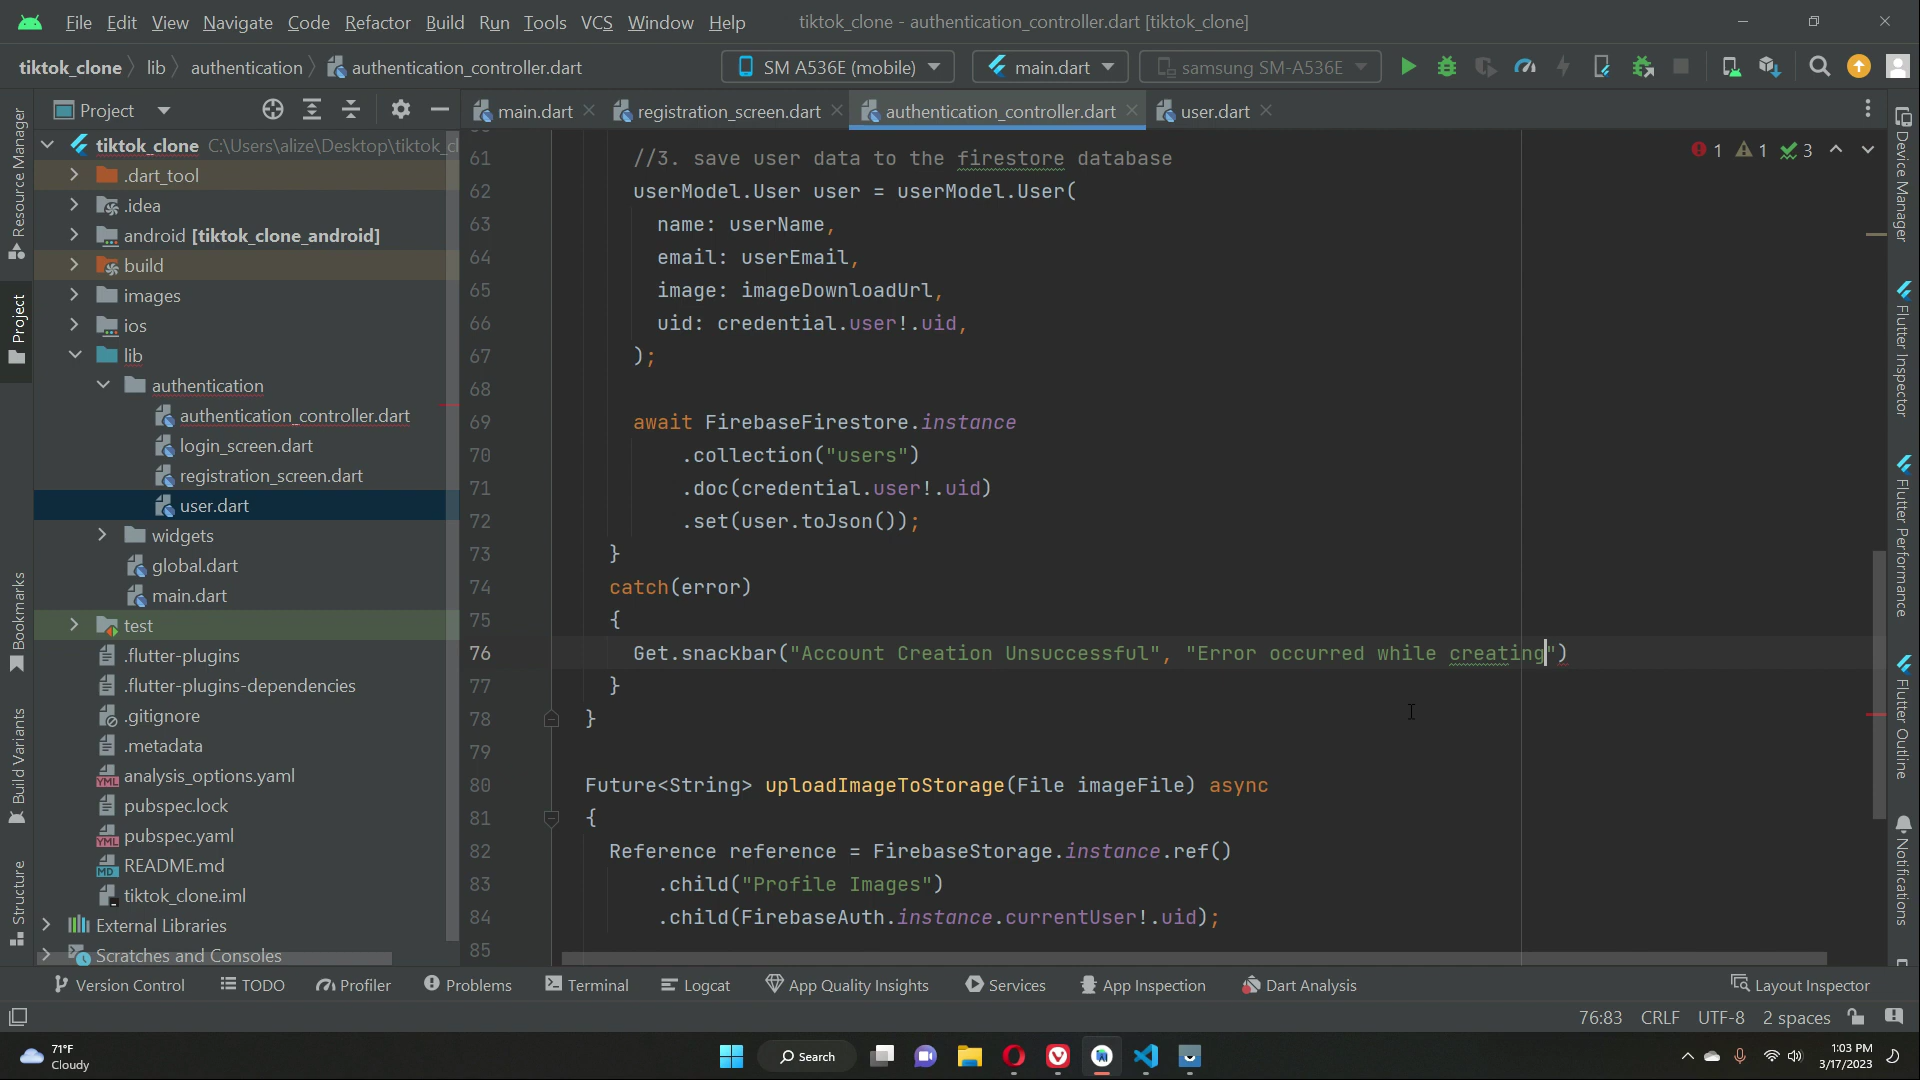 File Edit View Navigate Code Refactor Build Run Tools VCS Window Help tiktok_clone - authentication_controller.dart [tiktok_clone]
tiktok_clone lib authentication authentication_controller.dart SM A536E (mobile) main.dart samsung SM-A536E
Project main.dart registration_screen.dart authentication_controller.dart user.dart
tiktok_clone C:\Users\alize\Desktop\tiktok_cl
.dart_tool
.idea
android [tiktok_clone_android]
build
images
ios
lib
authentication
authentication_controller.dart
login_screen.dart
registration_screen.dart
user.dart
widgets
global.dart
main.dart
test
.flutter-plugins
.flutter-plugins-dependencies
.gitignore
.metadata
analysis_options.yaml
pubspec.lock
pubspec.yaml
README.md
tiktok_clone.iml
External Libraries
Scratches and Consoles
Resource Manager
Project
Bookmarks
Build Variants
Structure
1 1 3
61 //3. save user data to the firestore database
62 userModel.User user = userModel.User(
63 name: userName,
64 email: userEmail,
65 image: imageDownloadUrl,
66 uid: credential.user!.uid,
67 );
68
69 await FirebaseFirestore.instance
70 .collection("users")
71 .doc(credential.user!.uid)
72 .set(user.toJson());
73 }
74 catch(error)
75 {
76 Get.snackbar("Account Creation Unsuccessful", "Error occurred while creating")
77 }
78 }
79
80 Future<String> uploadImageToStorage(File imageFile) async
81 {
82 Reference reference = FirebaseStorage.instance.ref()
83 .child("Profile Images")
84 .child(FirebaseAuth.instance.currentUser!.uid);
85
Device Manager
Flutter Inspector
Flutter Performance
Flutter Outline
Notifications
Version Control TODO Profiler Problems Terminal Logcat App Quality Insights Services App Inspection Dart Analysis Layout Inspector
76:83 CRLF UTF-8 2 spaces
71°F
Cloudy
Search
1:03 PM
3/17/2023